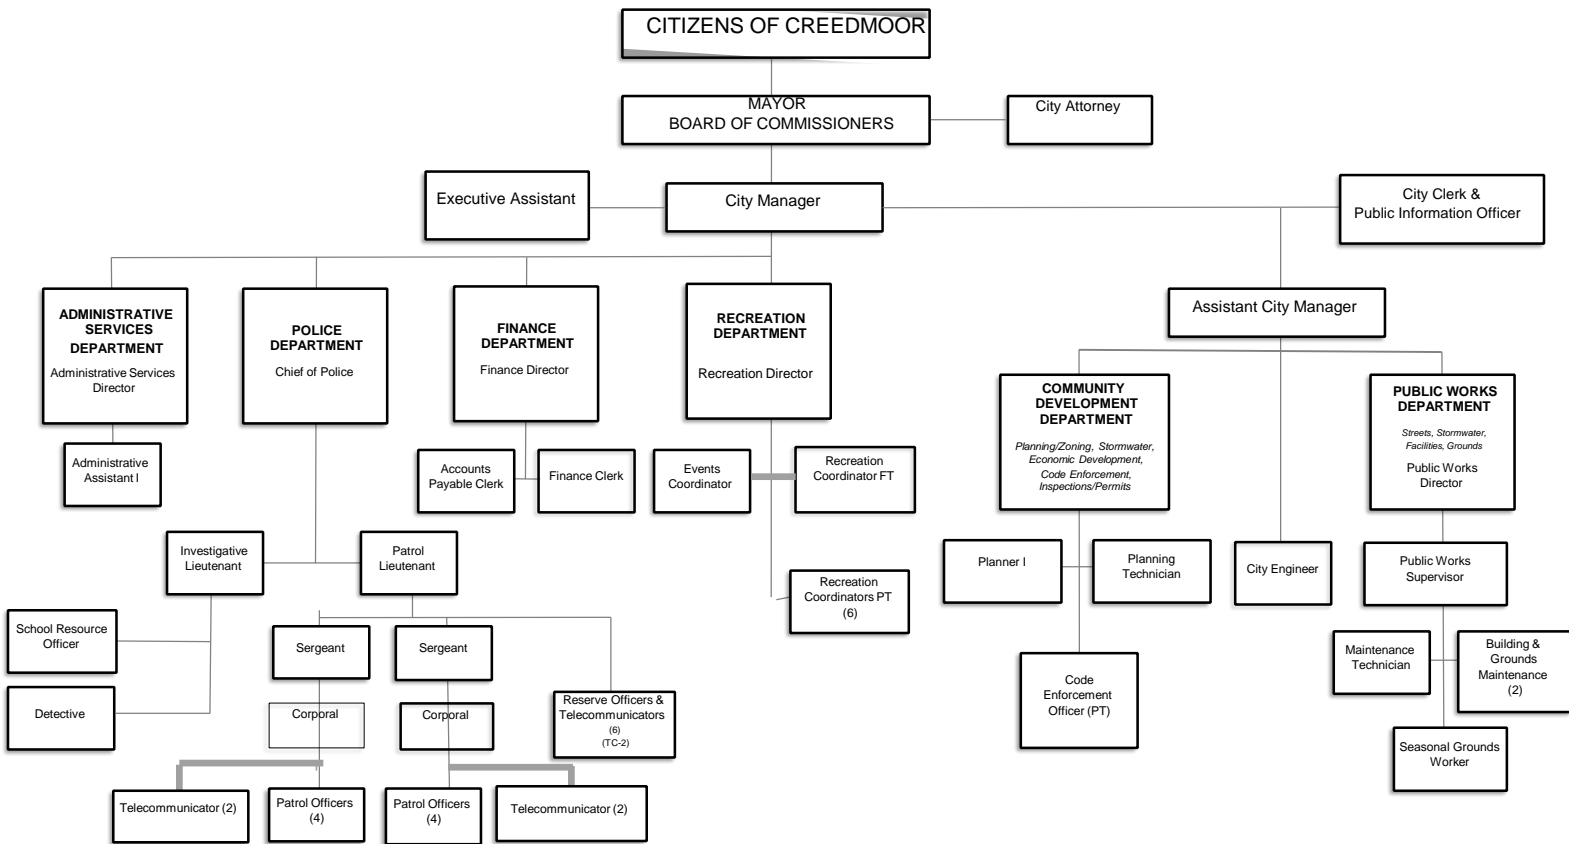 CITIZENS OF CREEDMOOR
MAYOR
BOARD OF COMMISSIONERS
City Attorney
Executive Assistant
City Manager
City Clerk &
Public Information Officer
ADMINISTRATIVE
SERVICES
DEPARTMENT
Administrative Services
Director
POLICE
DEPARTMENT
Chief of Police
FINANCE
DEPARTMENT
Finance Director
RECREATION
DEPARTMENT
Recreation Director
Assistant City Manager
COMMUNITY
DEVELOPMENT
DEPARTMENT
Planning/Zoning, Stormwater,
Economic Development,
Code Enforcement,
Inspections/Permits
PUBLIC WORKS
DEPARTMENT
Streets, Stormwater,
Facilities, Grounds
Public Works
Director
Administrative
Assistant I
Accounts
Payable Clerk
Finance Clerk
Events
Coordinator
Recreation
Coordinator FT
Investigative
Lieutenant
Patrol
Lieutenant
Recreation
Coordinators PT
(6)
Planner I
Planning
Technician
City Engineer
Public Works
Supervisor
School Resource
Officer
Detective
Sergeant
Sergeant
Corporal
Corporal
Reserve Officers &
Telecommunicators
(6)
(TC-2)
Code
Enforcement
Officer (PT)
Maintenance
Technician
Building &
Grounds
Maintenance
(2)
Seasonal Grounds
Worker
Telecommunicator (2)
Patrol Officers
(4)
Patrol Officers
(4)
Telecommunicator (2)